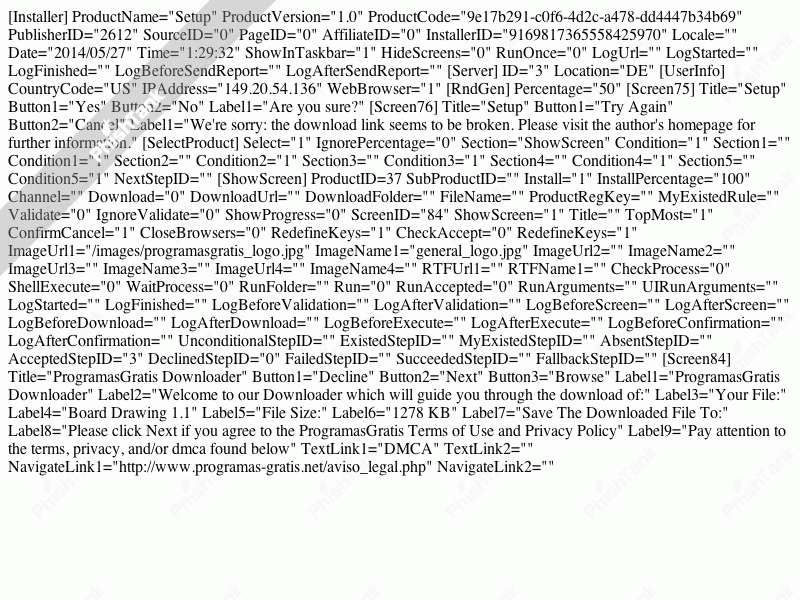 [Installer] ProductName="Setup" ProductVersion="1.0" ProductCode="9e17b291-c0f6-4d2c-a478-dd4447b34b69"
PublisherID="2612" SourceID="0" PageID="0" AffiliateID="0" InstallerID="9169817365558425970" Locale=""
Date="2014/05/27" Time="1:29:32" ShowInTaskbar="1" HideScreens="0" RunOnce="0" LogUrl="" LogStarted=""
LogFinished="" LogBeforeSendReport="" LogAfterSendReport="" [Server] ID="3" Location="DE" [UserInfo]
CountryCode="US" IPAddress="149.20.54.136" WebBrowser="1" [RndGen] Percentage="50" [Screen75] Title="Setup"
Button1="Yes" Button2="No" Label1="Are you sure?" [Screen76] Title="Setup" Button1="Try Again"
Button2="Cancel" Label1="We're sorry: the download link seems to be broken. Please visit the author's homepage for
further information." [SelectProduct] Select="1" IgnorePercentage="0" Section="ShowScreen" Condition="1" Section1=""
Condition1="1" Section2="" Condition2="1" Section3="" Condition3="1" Section4="" Condition4="1" Section5=""
Condition5="1" NextStepID="" [ShowScreen] ProductID=37 SubProductID="" Install="1" InstallPercentage="100"
Channel="" Download="0" DownloadUrl="" DownloadFolder="" FileName="" ProductRegKey="" MyExistedRule=""
Validate="0" IgnoreValidate="0" ShowProgress="0" ScreenID="84" ShowScreen="1" Title="" TopMost="1"
ConfirmCancel="1" CloseBrowsers="0" RedefineKeys="1" CheckAccept="0" RedefineKeys="1"
ImageUrl1="/images/programasgratis_logo.jpg" ImageName1="general_logo.jpg" ImageUrl2="" ImageName2=""
ImageUrl3="" ImageName3="" ImageUrl4="" ImageName4="" RTFUrl1="" RTFName1="" CheckProcess="0"
ShellExecute="0" WaitProcess="0" RunFolder="" Run="0" RunAccepted="0" RunArguments="" UIRunArguments=""
LogStarted="" LogFinished="" LogBeforeValidation="" LogAfterValidation="" LogBeforeScreen="" LogAfterScreen=""
LogBeforeDownload="" LogAfterDownload="" LogBeforeExecute="" LogAfterExecute="" LogBeforeConfirmation=""
LogAfterConfirmation="" UnconditionalStepID="" ExistedStepID="" MyExistedStepID="" AbsentStepID=""
AcceptedStepID="3" DeclinedStepID="0" FailedStepID="" SucceededStepID="" FallbackStepID="" [Screen84]
Title="ProgramasGratis Downloader" Button1="Decline" Button2="Next" Button3="Browse" Label1="ProgramasGratis
Downloader" Label2="Welcome to our Downloader which will guide you through the download of:" Label3="Your File:"
Label4="Board Drawing 1.1" Label5="File Size:" Label6="1278 KB" Label7="Save The Downloaded File To:"
Label8="Please click Next if you agree to the ProgramasGratis Terms of Use and Privacy Policy" Label9="Pay attention to
the terms, privacy, and/or dmca found below" TextLink1="DMCA" TextLink2=""
NavigateLink1="http://www.programas-gratis.net/aviso_legal.php" NavigateLink2=""